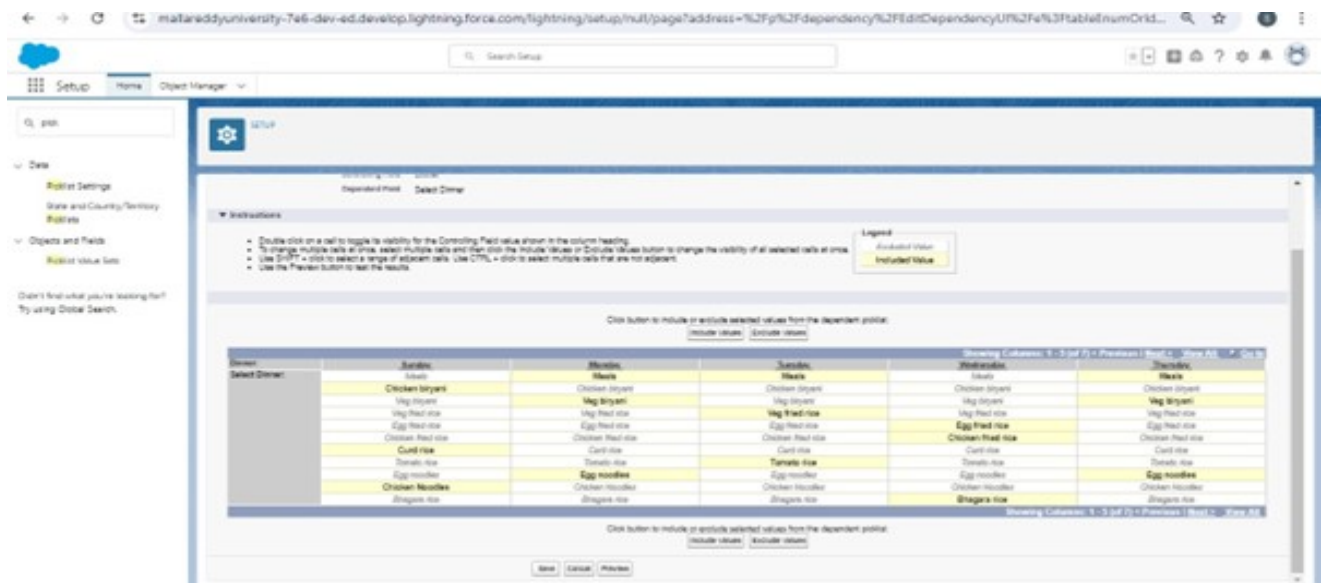 mallareddyuniversity-7e6-dev-ed.develop.lightning.force.com/lightning/setup/null/page?address=%2Fp%2Fdependency%2FEditDependencyUI%2Fe%3FtableEnumOrId...
Search Setup
Setup Home Object Manager
pick
SETUP
Data
Picklist Settings
State and Country/Territory
Picklists
Objects and Fields
Picklist Value Sets
Didn't find what you're looking for?
Try using Global Search.
Dependent Field Select Dinner
Instructions
Double click on a cell to toggle its visibility for the Controlling Field value shown in the column heading.
To change multiple cells at once, select multiple cells and then click the Include Values or Exclude Values button to change the visibility of all selected cells at once.
Use SHIFT + click to select a range of adjacent cells. Use CTRL + click to select multiple cells that are not adjacent.
Use the Preview button to test the results.
Legend
Excluded Value
Included Value
Click button to include or exclude selected values from the dependent picklist.
Include Values Exclude Values
Showing Columns: 1 - 5 (of 7) < Previous | Next > View All Go to
Dinner: Sunday Monday Tuesday Wednesday Thursday
Select Dinner: Meals Meals Meals Meals Meals
Chicken biryani Chicken biryani Chicken biryani Chicken biryani Chicken biryani
Veg biryani Veg biryani Veg biryani Veg biryani Veg biryani
Veg fried rice Veg fried rice Veg fried rice Veg fried rice Veg fried rice
Egg fried rice Egg fried rice Egg fried rice Egg fried rice Egg fried rice
Chicken fried rice Chicken fried rice Chicken fried rice Chicken fried rice Chicken fried rice
Curd rice Curd rice Curd rice Curd rice Curd rice
Tomato rice Tomato rice Tomato rice Tomato rice Tomato rice
Egg noodles Egg noodles Egg noodles Egg noodles Egg noodles
Chicken Noodles Chicken Noodles Chicken Noodles Chicken Noodles Chicken Noodles
Bhagara rice Bhagara rice Bhagara rice Bhagara rice Bhagara rice
Showing Columns: 1 - 5 (of 7) < Previous | Next > View All
Click button to include or exclude selected values from the dependent picklist.
Include Values Exclude Values
Save Cancel Preview